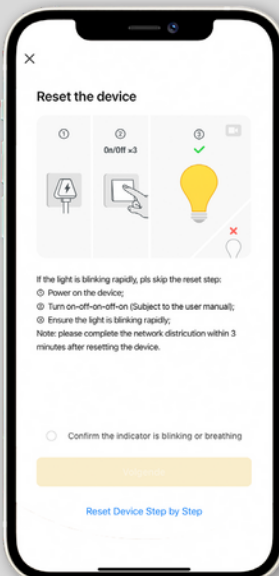 Reset the device
① ② ③
On/Off ×3
If the light is blinking rapidly, pls skip the reset step:
① Power on the device;
② Turn on-off-on-off-on (Subject to the user manual);
③ Ensure the light is blinking rapidly;
Note: please complete the network districution within 3
minutes after resetting the device.
Confirm the indicator is blinking or breathing
Reset Device Step by Step